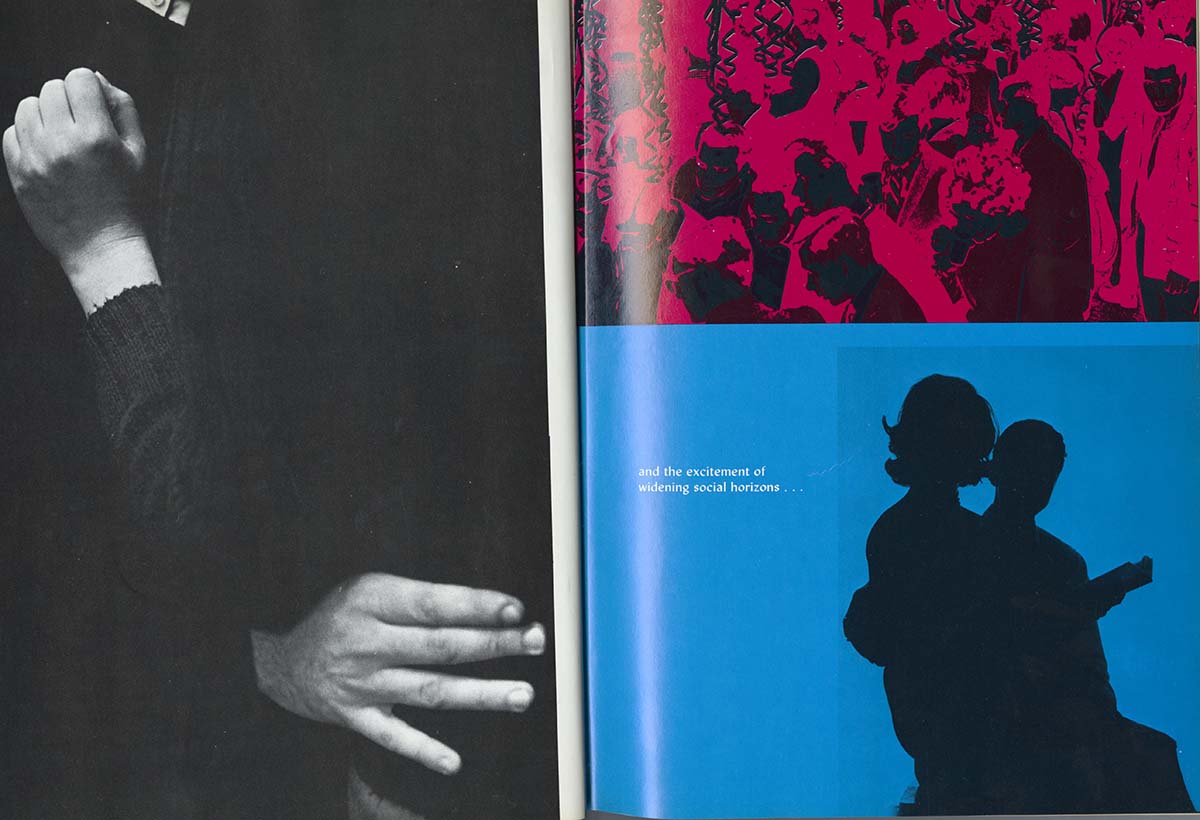 and the excitement of
widening social horizons . . .